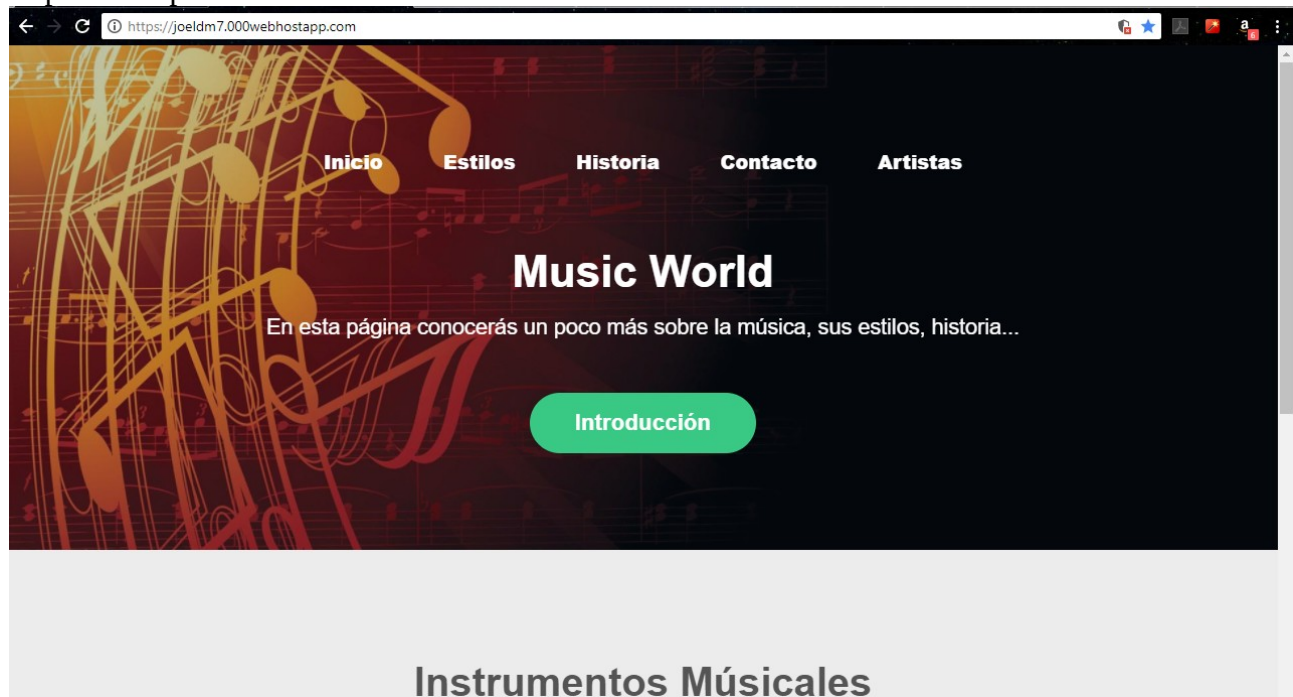 https://joeldm7.000webhostapp.com
a
6
Inicio Estilos Historia Contacto Artistas
Music World
En esta página conocerás un poco más sobre la música, sus estilos, historia...
Introducción
Instrumentos Músicales